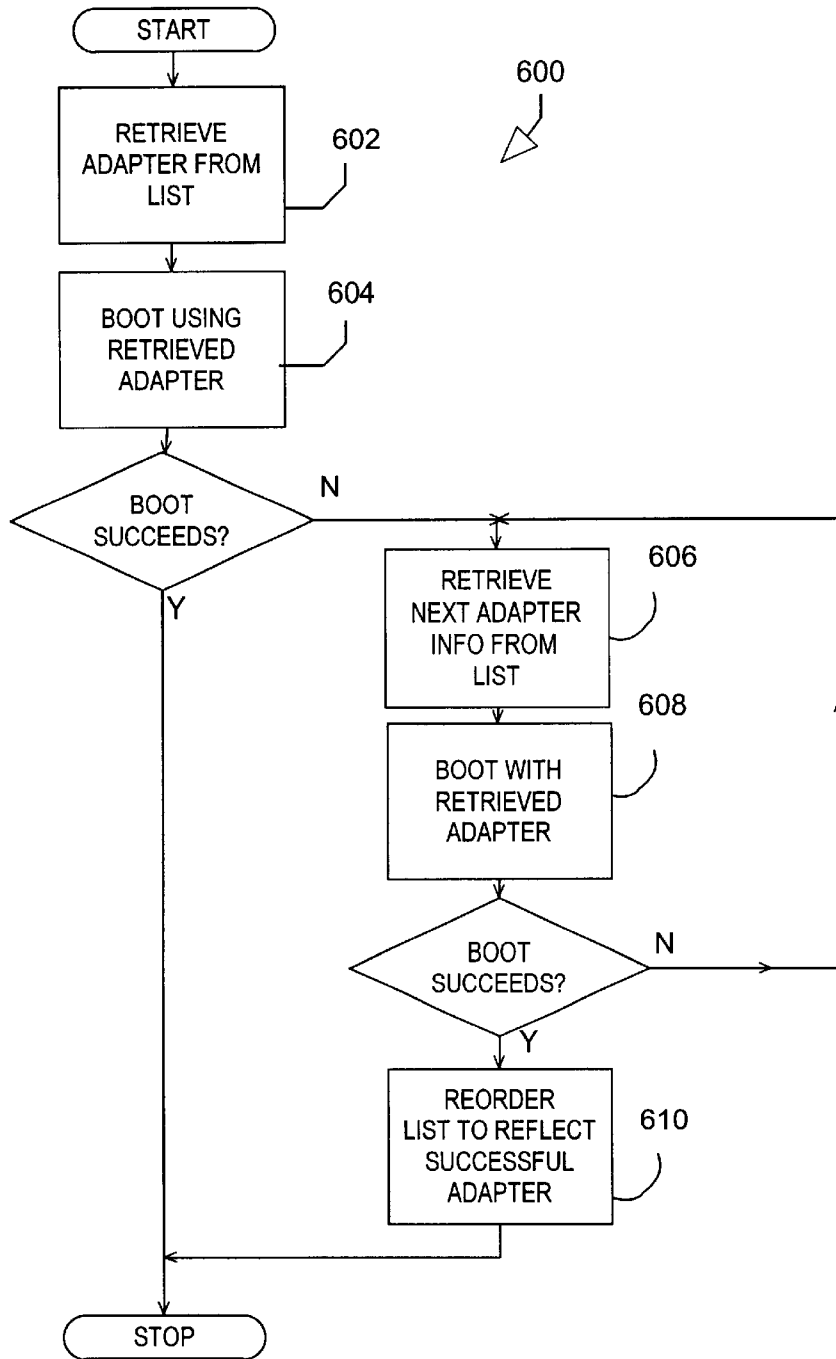 START
600
RETRIEVE
ADAPTER FROM
LIST
602
BOOT USING
RETRIEVED
ADAPTER
604
BOOT
SUCCEEDS?
N
Y
RETRIEVE
NEXT ADAPTER
INFO FROM
LIST
606
BOOT WITH
RETRIEVED
ADAPTER
608
BOOT
SUCCEEDS?
N
Y
REORDER
LIST TO REFLECT
SUCCESSFUL
ADAPTER
610
STOP